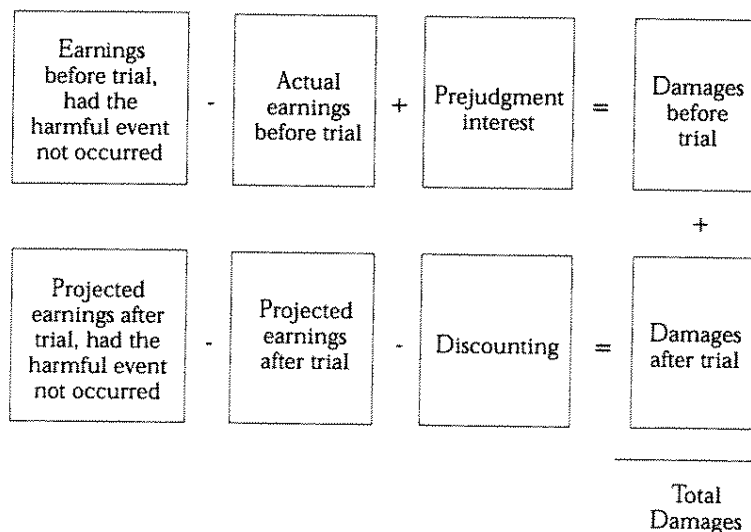 Earnings
before trial,
had the
harmful event
not occurred
-
Actual
earnings
before trial
+
Prejudgment
interest
=
Damages
before
trial
+
Projected
earnings after
trial, had the
harmful event
not occurred
-
Projected
earnings
after trial
-
Discounting
=
Damages
after trial
Total
Damages